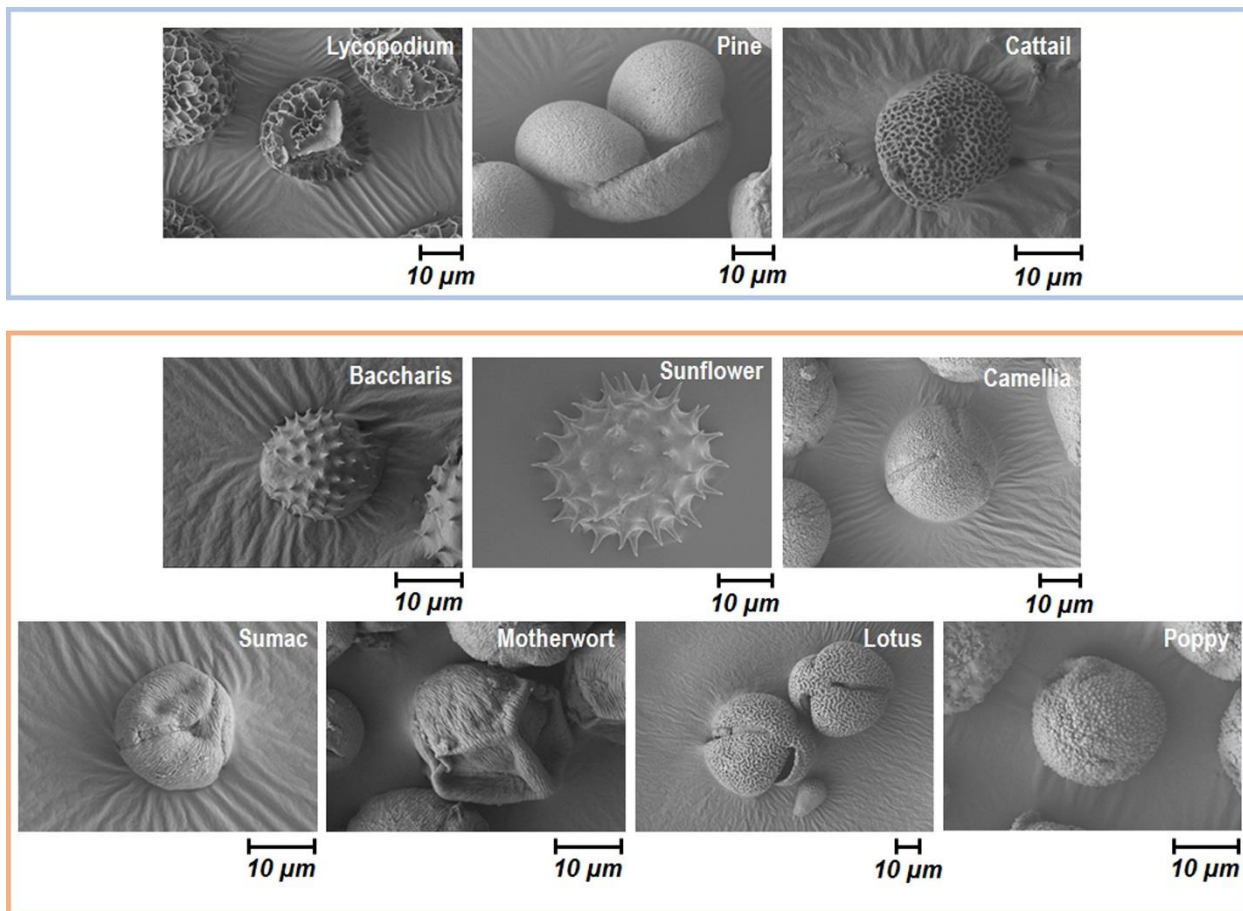 Lycopodium
Pine
Cattail
10 µm
10 µm
10 µm
Baccharis
Sunflower
Camellia
10 µm
10 µm
10 µm
Sumac
Motherwort
Lotus
Poppy
10 µm
10 µm
10 µm
10 µm